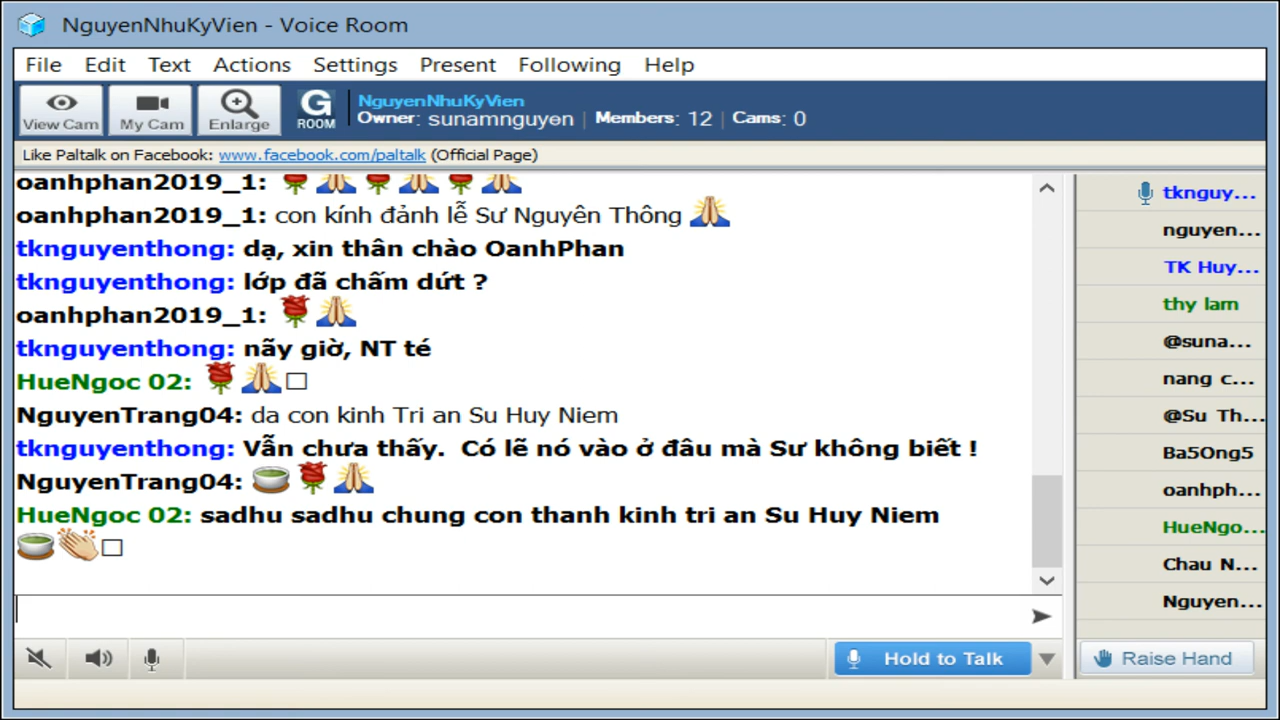 NguyenNhuKyVien - Voice Room
File Edit Text Actions Settings Present Following Help
View Cam My Cam Enlarge G ROOM
NguyenNhuKyVien
Owner: sunamnguyen | Members: 12 | Cams: 0
Like Paltalk on Facebook: www.facebook.com/paltalk (Official Page)
oanhphan2019_1: 🌹🙏🌹🙏🌹🙏
oanhphan2019_1: con kính đảnh lễ Sư Nguyên Thông 🙏
tknguyenthong: dạ, xin thân chào OanhPhan
tknguyenthong: lớp đã chấm dứt ?
oanhphan2019_1: 🌹🙏
tknguyenthong: nãy giờ, NT té
HueNgoc 02: 🌹🙏□
NguyenTrang04: da con kinh Tri an Su Huy Niem
tknguyenthong: Vẫn chưa thấy. Có lẽ nó vào ở đâu mà Sư không biết !
NguyenTrang04: 🍵🌹🙏
HueNgoc 02: sadhu sadhu chung con thanh kinh tri an Su Huy Niem
🍵👏□
tknguy...
nguyen...
TK Huy...
thy lam
@suna...
nang c...
@Su Th...
Ba5Ong5
oanhph...
HueNgo...
Chau N...
Nguyen...
Hold to Talk
Raise Hand